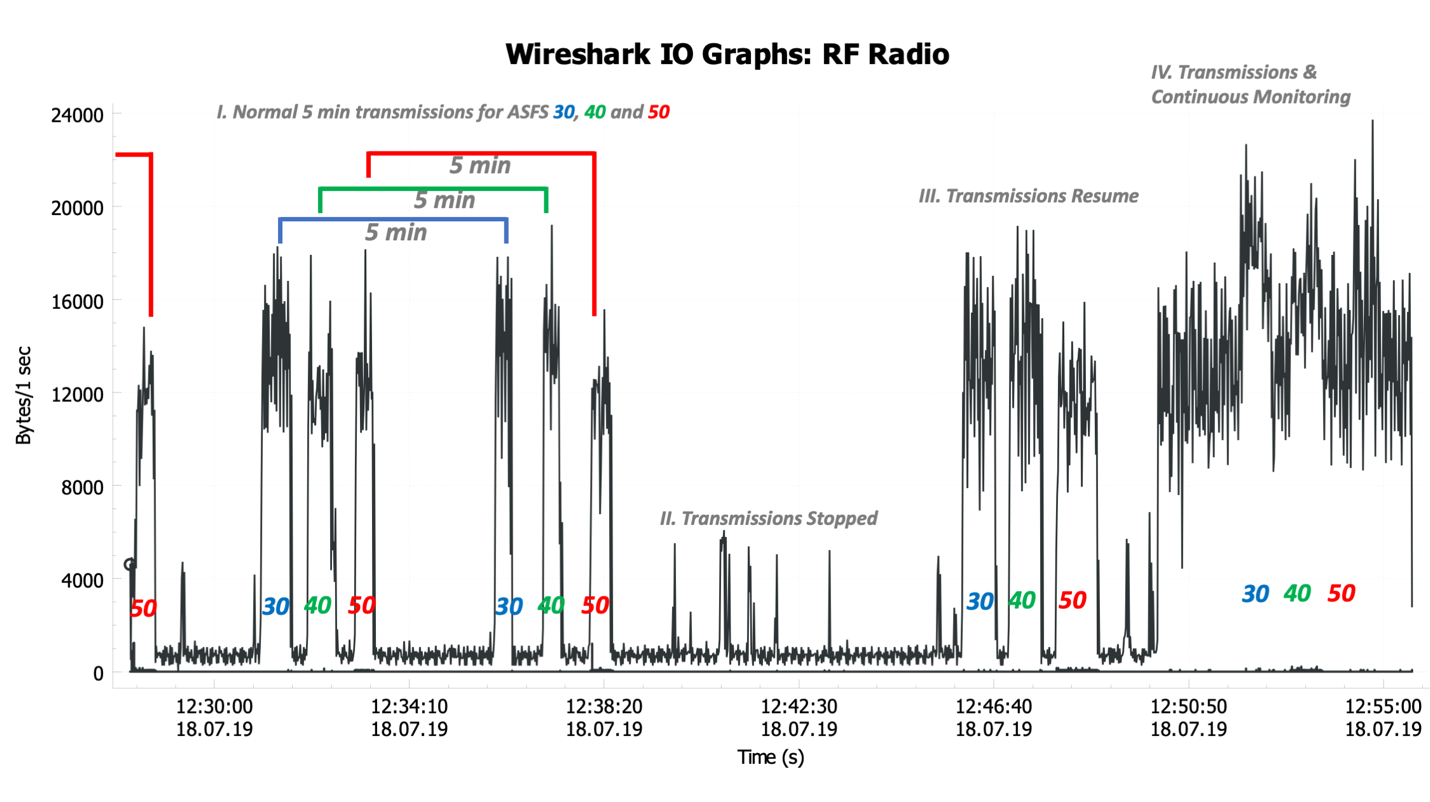 Wireshark IO Graphs: RF Radio
IV. Transmissions &
Continuous Monitoring
I. Normal 5 min transmissions for ASFS 30, 40 and 50
5 min
5 min
5 min
III. Transmissions Resume
II. Transmissions Stopped
24000
20000
16000
12000
8000
4000
0
Bytes/1 sec
50 30 40 50 30 40 50 30 40 50 30 40 50
12:30:00 12:34:10 12:38:20 12:42:30 12:46:40 12:50:50 12:55:00
18.07.19 18.07.19 18.07.19 18.07.19 18.07.19 18.07.19 18.07.19
Time (s)